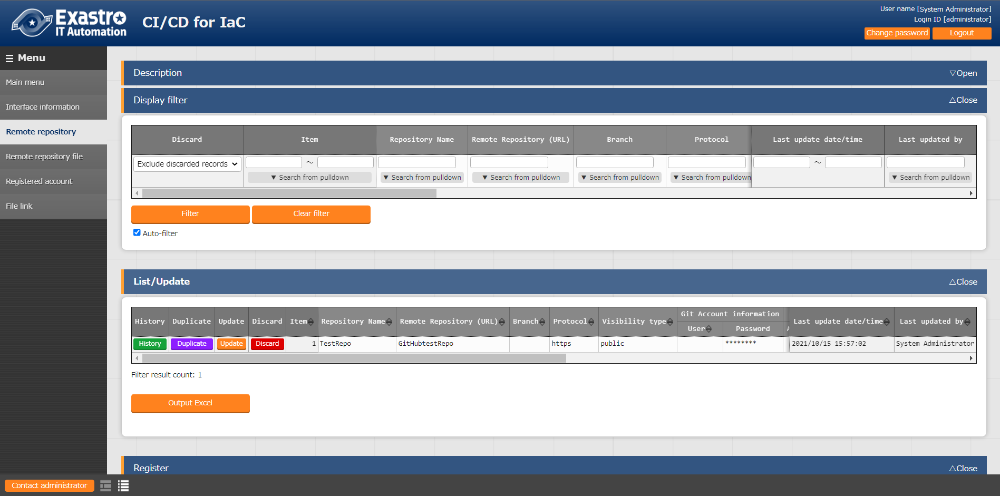 Exastro
IT Automation
CI/CD for IaC
User name [System Administrator]
Login ID [administrator]
Change password
Logout
Menu
Main menu
Interface information
Remote repository
Remote repository file
Registered account
File link
Description
▽Open
Display filter
△Close
Discard Item Repository Name Remote Repository (URL) Branch Protocol Last update date/time Last updated by
Exclude discarded records ～ ～
▼ Search from pulldown ▼ Search from pulldown ▼ Search from pulldown ▼ Search from pulldown ▼ Search from pulldown ▼ Search from pulldown
Filter
Clear filter
Auto-filter
List/Update
△Close
History Duplicate Update Discard Item Repository Name Remote Repository (URL) Branch Protocol Visibility type Git Account information Last update date/time Last updated by
User Password
History Duplicate Update Discard 1 TestRepo GitHubtestRepo https public ******** 2021/10/15 15:57:02 System Administrator
Filter result count: 1
Output Excel
Register
△Close
Contact administrator